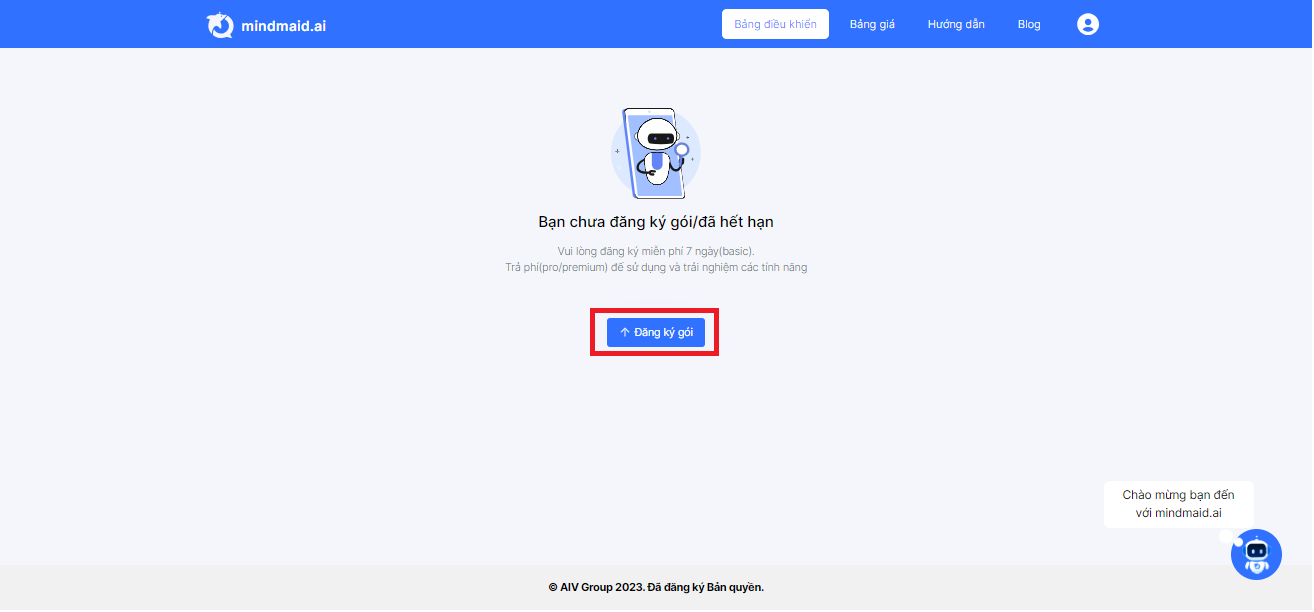 mindmaid.ai
Bảng điều khiển
Bảng giá
Hướng dẫn
Blog
Bạn chưa đăng ký gói/đã hết hạn
Vui lòng đăng ký miễn phí 7 ngày(basic).
Trả phí(pro/premium) để sử dụng và trải nghiệm các tính năng
Đăng ký gói
Chào mừng bạn đến
với mindmaid.ai
© AIV Group 2023. Đã đăng ký Bản quyền.